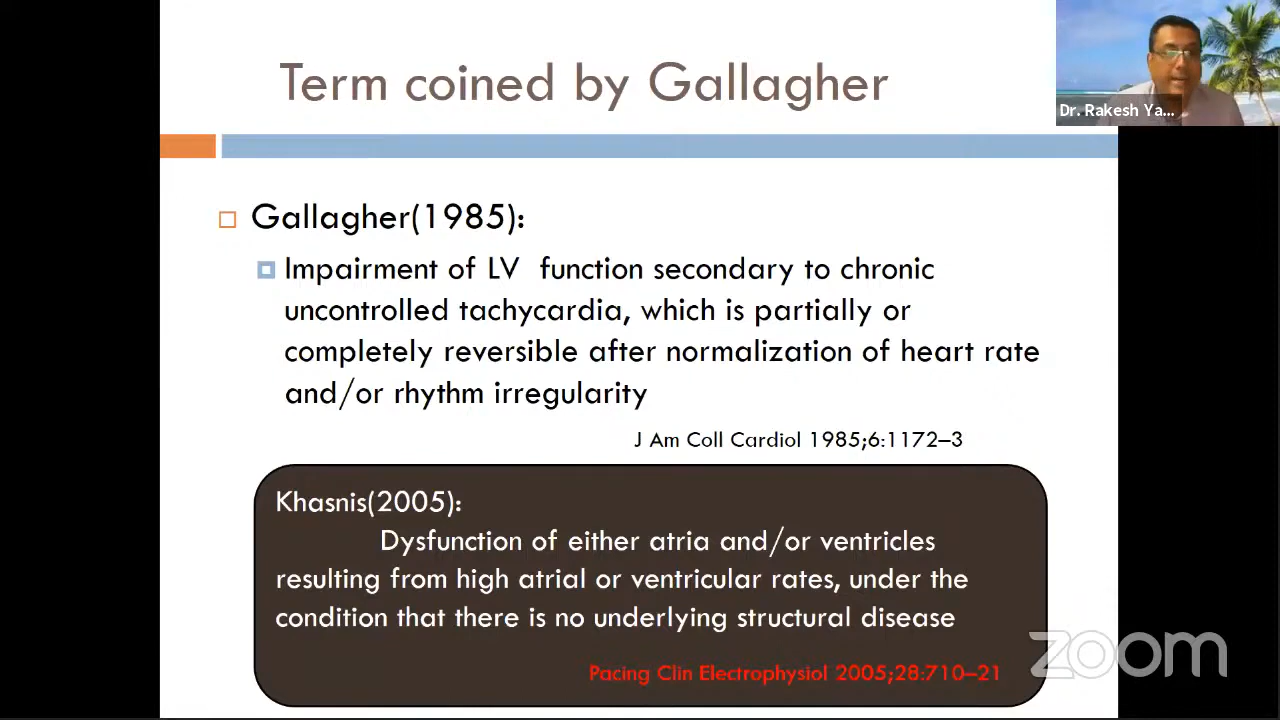 Term coined by Gallagher
Dr. Rakesh Ya...
Gallagher(1985):
Impairment of LV function secondary to chronic
uncontrolled tachycardia, which is partially or
completely reversible after normalization of heart rate
and/or rhythm irregularity
J Am Coll Cardiol 1985;6:1172–3
Khasnis(2005):
Dysfunction of either atria and/or ventricles
resulting from high atrial or ventricular rates, under the
condition that there is no underlying structural disease
Pacing Clin Electrophysiol 2005;28:710–21
zoom